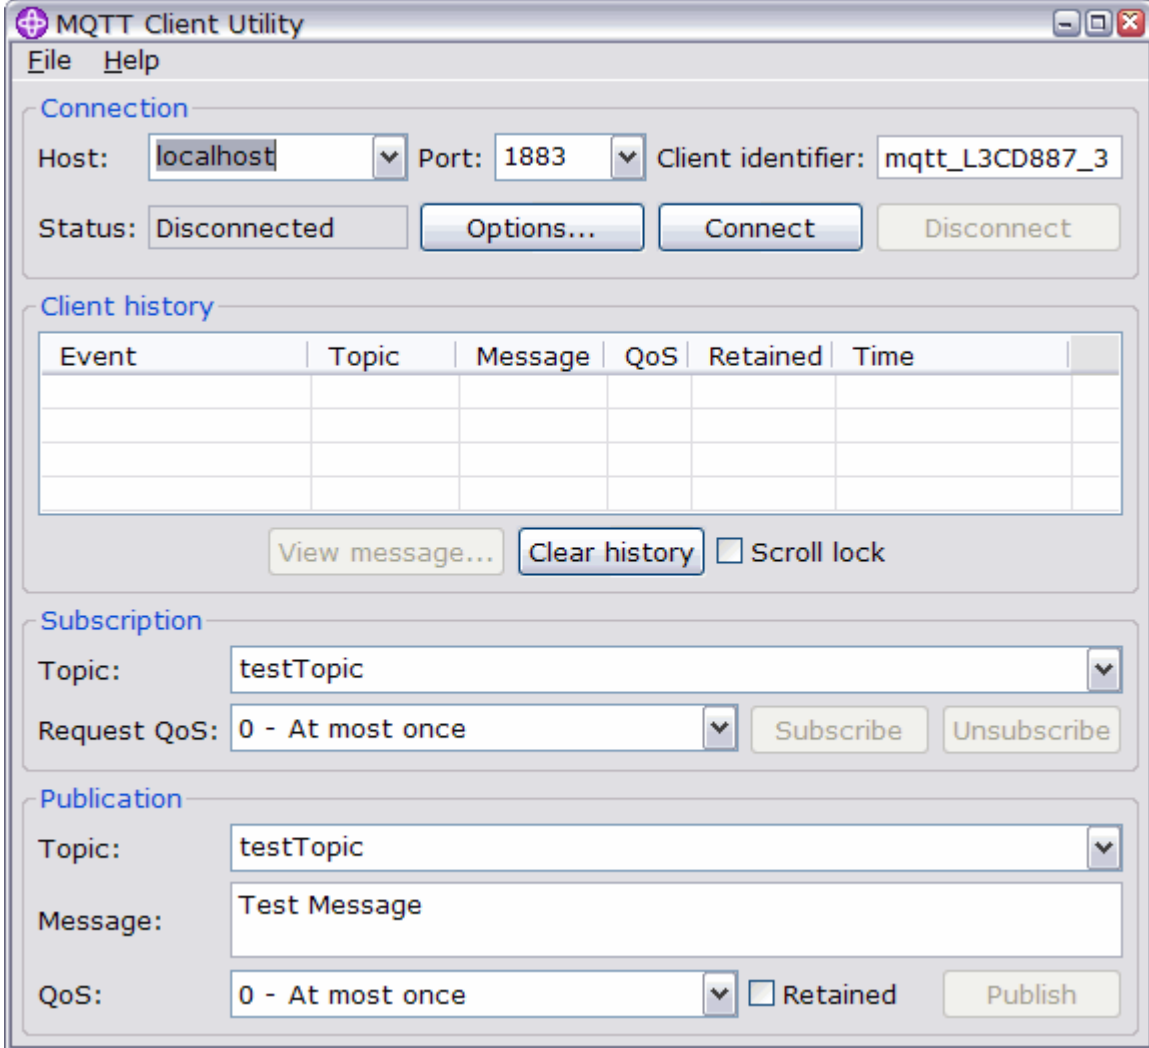 MQTT Client Utility
File Help
Connection
Host: localhost Port: 1883 Client identifier: mqtt_L3CD887_3
Status: Disconnected Options... Connect Disconnect
Client history
Event Topic Message QoS Retained Time
View message... Clear history Scroll lock
Subscription
Topic: testTopic
Request QoS: 0 - At most once Subscribe Unsubscribe
Publication
Topic: testTopic
Message: Test Message
QoS: 0 - At most once Retained Publish